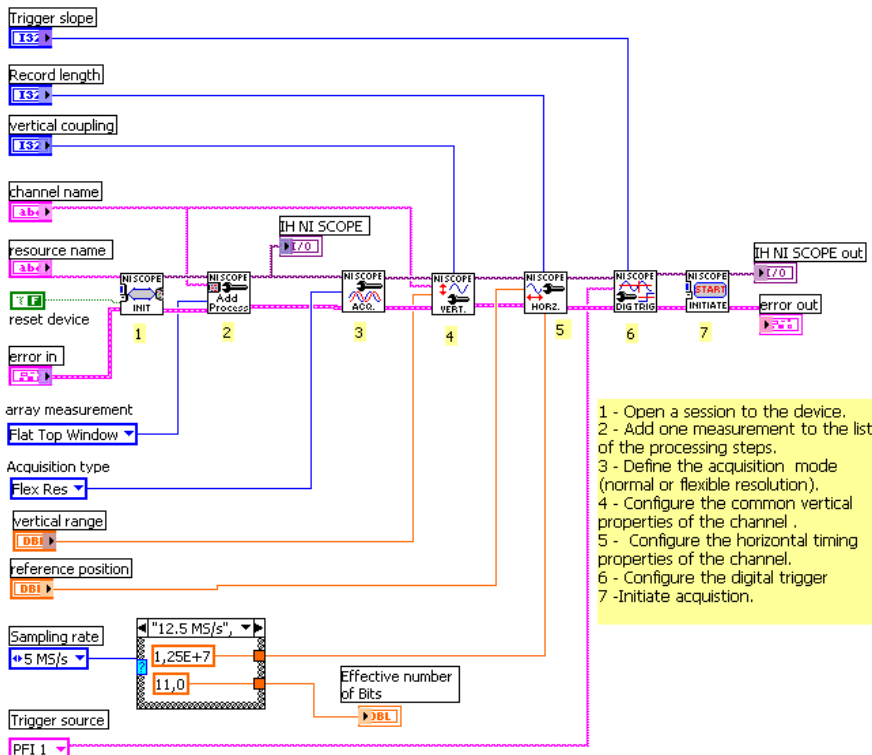 Trigger slope
I32
Record length
I32
vertical coupling
I32
channel name
abc
resource name
abc
IH NI SCOPE
I/O
T F
reset device
error in
NI SCOPE
INIT
1
NI SCOPE
Add
Process
2
NI SCOPE
ACQ.
3
NI SCOPE
VERT.
4
NI SCOPE
HORZ.
5
NI SCOPE
DIG TRIG
6
NI SCOPE
START
INITIATE
7
IH NI SCOPE out
I/O
error out
array measurement
Flat Top Window
Acquisition type
Flex Res
vertical range
DBL
reference position
DBL
Sampling rate
5 MS/s
"12.5 MS/s",
?
1,25E+7
11,0
Effective number
of Bits
DBL
Trigger source
PFI 1
1 - Open a session to the device.
2 - Add one measurement to the list
of the processing steps.
3 - Define the acquisition mode
(normal or flexible resolution).
4 - Configure the common vertical
properties of the channel .
5 - Configure the horizontal timing
properties of the channel.
6 - Configure the digital trigger
7 -Initiate acquistion.